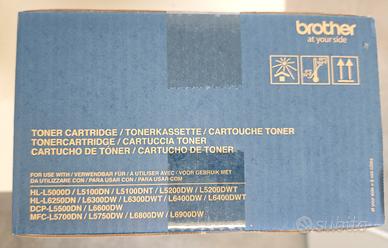 brother
at your side
TONER CARTRIDGE / TONERKASSETTE / CARTOUCHE TONER
TONERCARTRIDGE / CARTUCCIA TONER
CARTUCHO DE TÓNER / CARTUCHO DE TONER
FOR USE WITH / VERWENDBAR FÜR / A UTILISER AVEC / VOOR GEBRUIK MET
DA UTILIZZARE CON / PARA USAR CON / PARA USAR COM
HL-L5000D / L5100DN / L5100DNT / L5200DW / L5200DWT
HL-L6250DN / L6300DW / L6300DWT / L6400DW / L6400DWT
DCP-L5500DN / L6600DW
MFC-L5700DN / L5750DW / L6800DW / L6900DW
subito